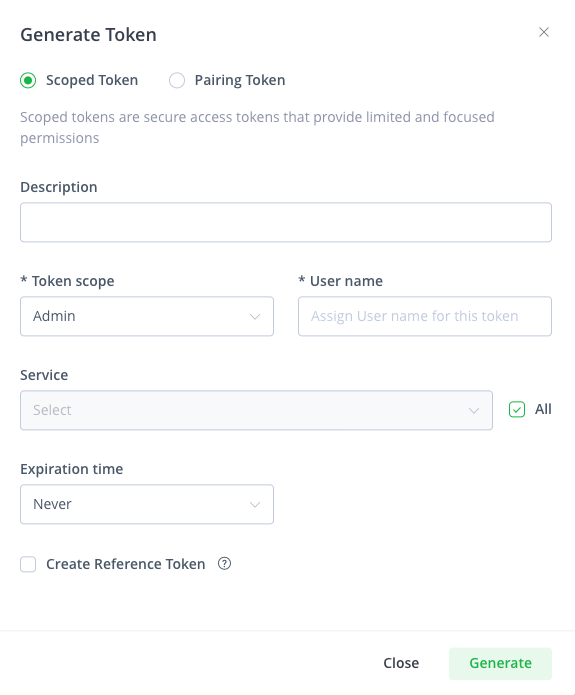 Generate Token
Scoped Token Pairing Token
Scoped tokens are secure access tokens that provide limited and focused
permissions
Description
* Token scope * User name
Admin Assign User name for this token
Service
Select All
Expiration time
Never
Create Reference Token ?
Close Generate